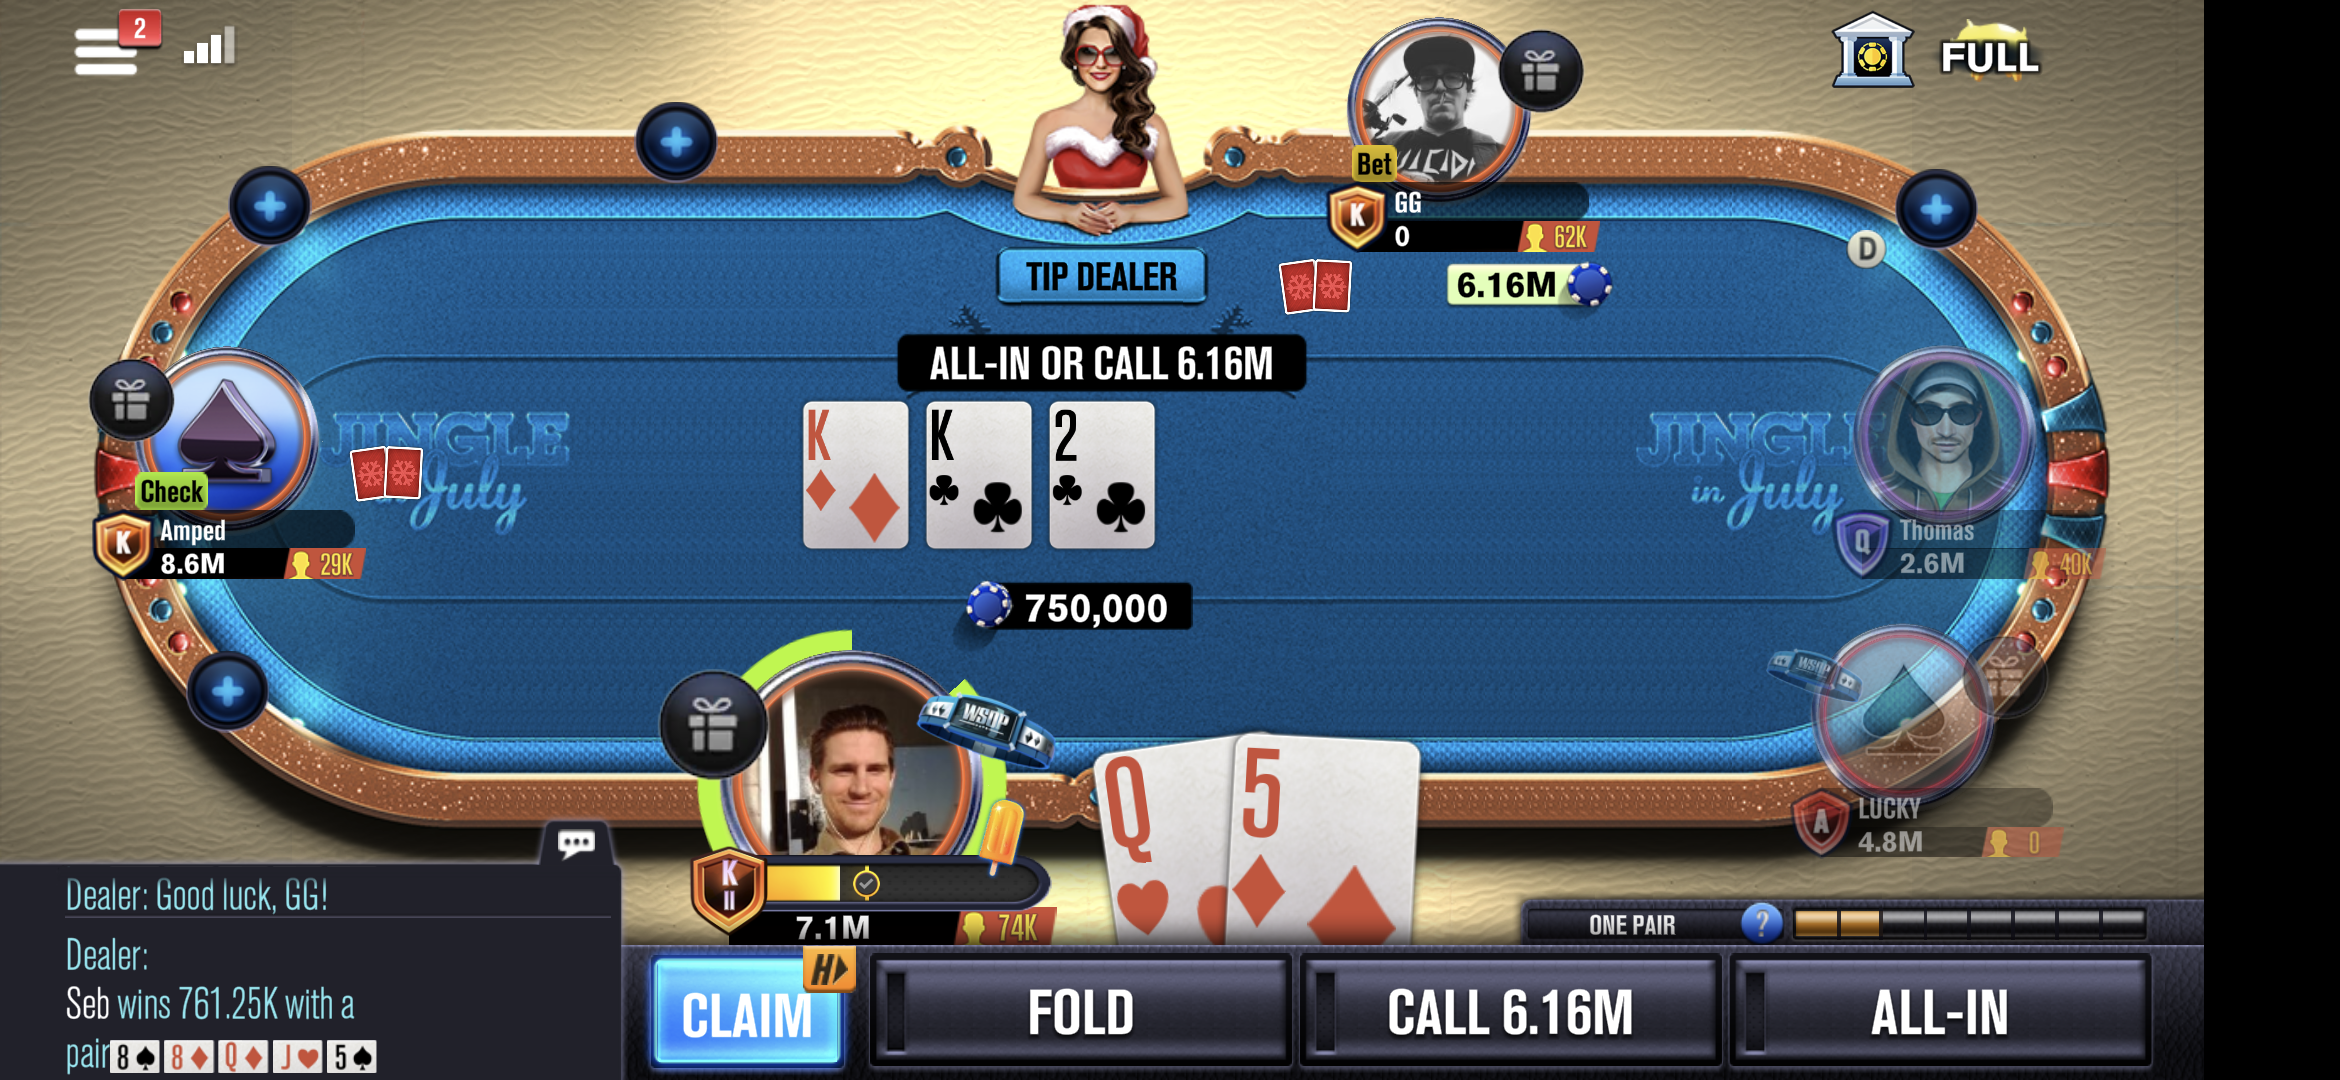 2
FULL
Bet
K
GG
0
62K
D
TIP DEALER
6.16M
ALL-IN OR CALL 6.16M
K
K
2
JINGLE
in July
Check
K
Amped
8.6M
29K
Q
Thomas
2.6M
40K
750,000
WSOP
WSOP
Q
5
A
LUCKY
4.8M
0
K
II
7.1M
74K
Dealer: Good luck, GG!
Dealer:
Seb wins 761.25K with a
pair 8♠ 8♦ Q♦ J♥ 5♠
ONE PAIR
?
H
CLAIM
FOLD
CALL 6.16M
ALL-IN